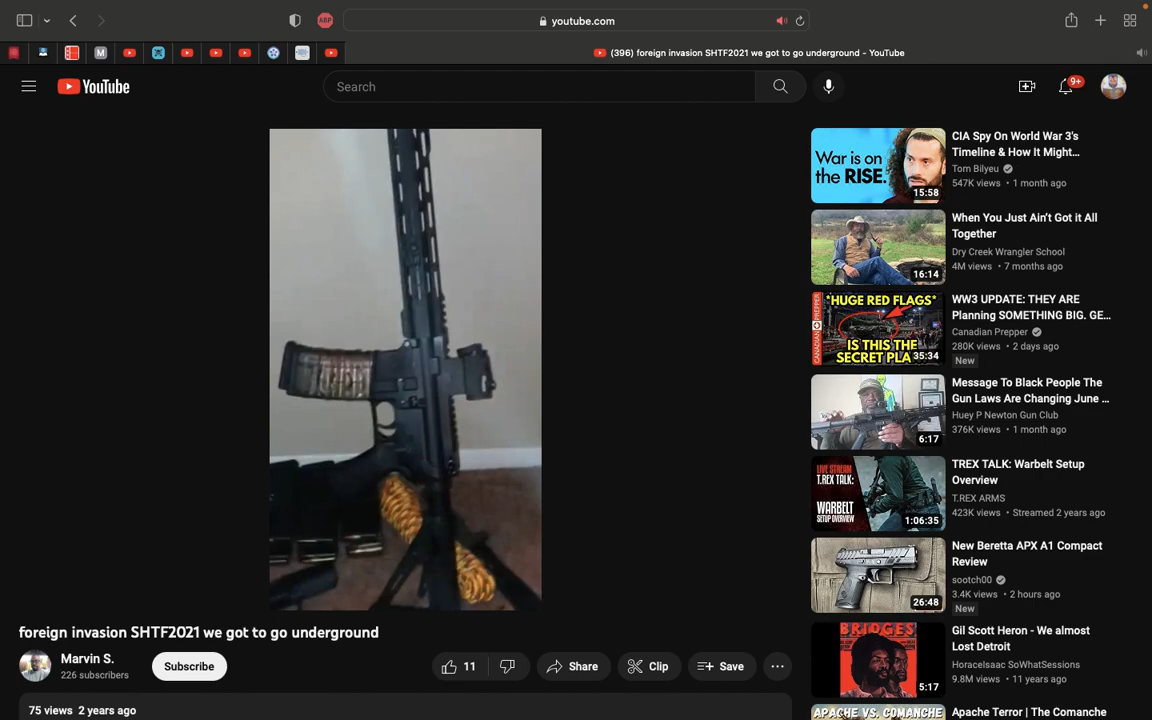 ABP
youtube.com
M
(396) foreign invasion SHTF2021 we got to go underground - YouTube
YouTube
Search
9+
War is on
the RISE.
15:58
CIA Spy On World War 3's
Timeline & How It Might...
Tom Bilyeu
547K views • 1 month ago
16:14
When You Just Ain't Got it All
Together
Dry Creek Wrangler School
4M views • 7 months ago
*HUGE RED FLAGS*
CANADIAN PREPPER
IS THIS THE
SECRET PLA
35:34
WW3 UPDATE: THEY ARE
Planning SOMETHING BIG. GE...
Canadian Prepper
280K views • 2 days ago
New
6:17
Message To Black People The
Gun Laws Are Changing June ...
Huey P Newton Gun Club
376K views • 1 month ago
LIVE STREAM
T.REX TALK:
WARBELT
SETUP OVERVIEW
1:06:35
TREX TALK: Warbelt Setup
Overview
T.REX ARMS
423K views • Streamed 2 years ago
26:48
New Beretta APX A1 Compact
Review
sootch00
3.4K views • 2 hours ago
New
BRIDGES
5:17
Gil Scott Heron - We almost
Lost Detroit
HoraceIsaac SoWhatSessions
9.8M views • 11 years ago
APACHE VS. COMANCHE
Apache Terror | The Comanche
foreign invasion SHTF2021 we got to go underground
Marvin S.
226 subscribers
Subscribe
11
Share
Clip
Save
75 views 2 years ago